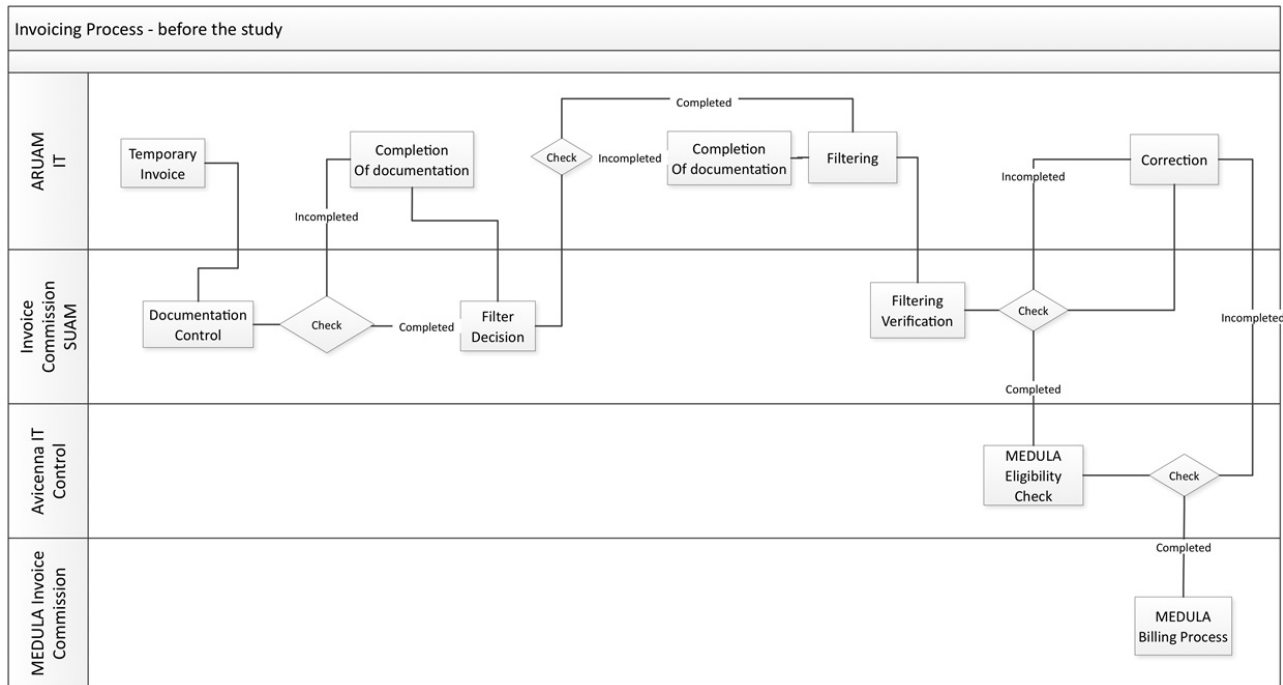 Invoicing Process - before the study
ARUAM
IT
Temporary
Invoice
Completion
Of documentation
Incompleted
Check
Completed
Incompleted
Completion
Of documentation
Filtering
Incompleted
Correction
Invoice
Commission
SUAM
Documentation
Control
Check
Completed
Filter
Decision
Filtering
Verification
Check
Incompleted
Completed
Avicenna IT
Control
MEDULA
Eligibility
Check
Check
Completed
MEDULA Invoice
Commission
MEDULA
Billing Process